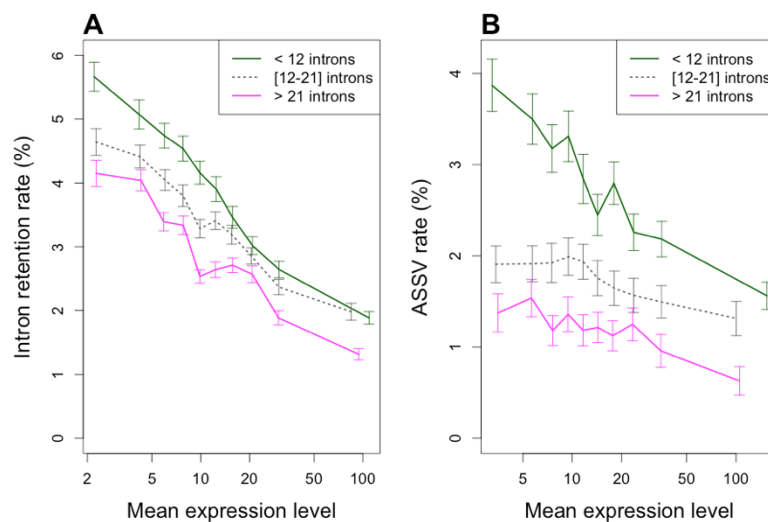 A
Intron retention rate (%)
6
5
4
3
2
1
0
< 12 introns
[12-21] introns
> 21 introns
2 5 10 20 50 100
Mean expression level
B
ASSV rate (%)
4
3
2
1
0
< 12 introns
[12-21] introns
> 21 introns
5 10 20 50 100
Mean expression level